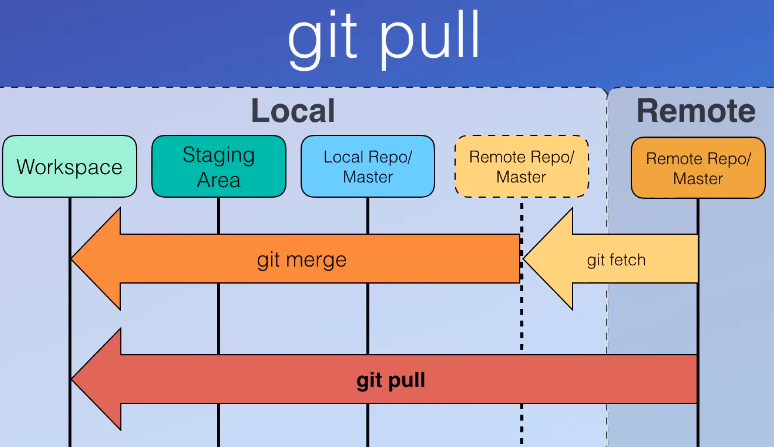 git pull
Local
Remote
Workspace
Staging
Area
Local Repo/
Master
Remote Repo/
Master
Remote Repo/
Master
git merge
git fetch
git pull